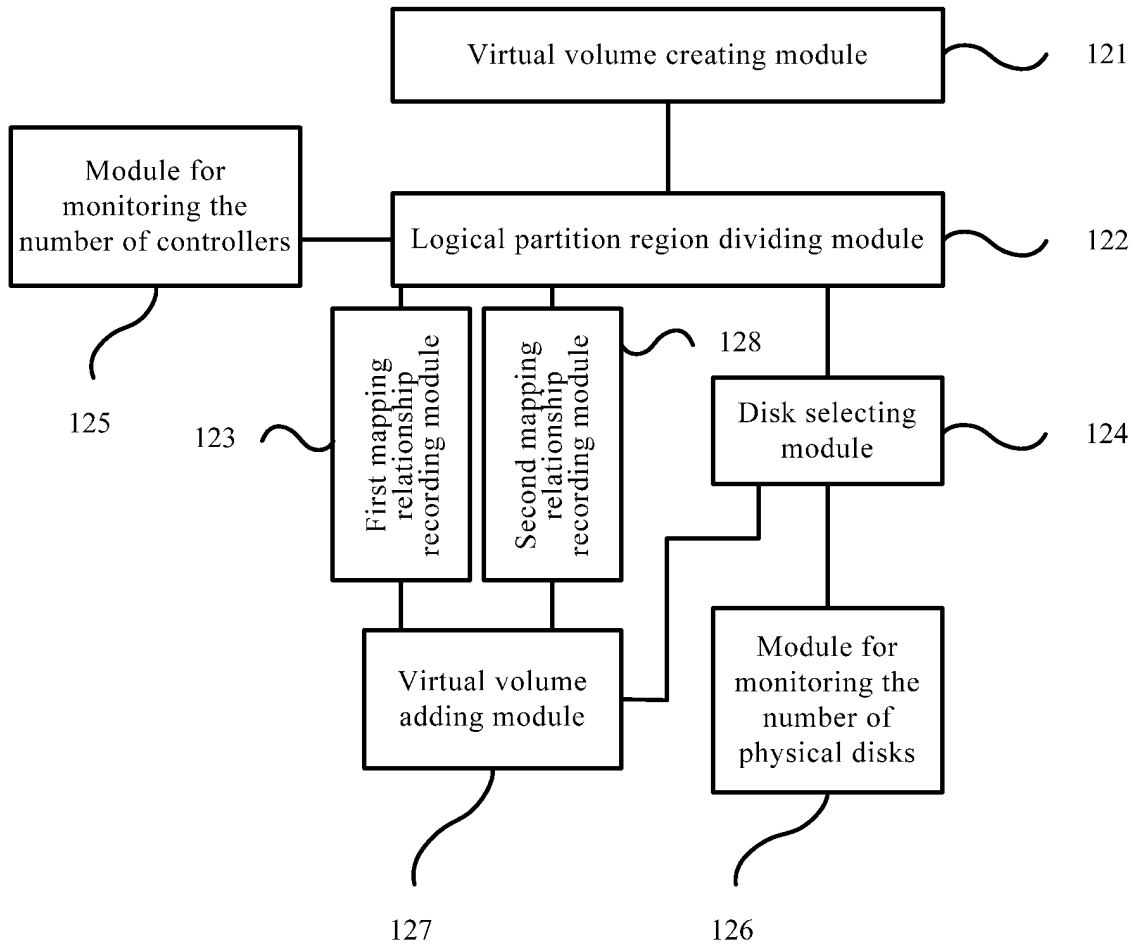 Virtual volume creating module
121
Module for
monitoring the
number of controllers
Logical partition region dividing module
122
125
123
First mapping
relationship
recording module
Second mapping
relationship
recording module
128
Disk selecting
module
124
Virtual volume
adding module
Module for
monitoring the
number of
physical disks
127
126